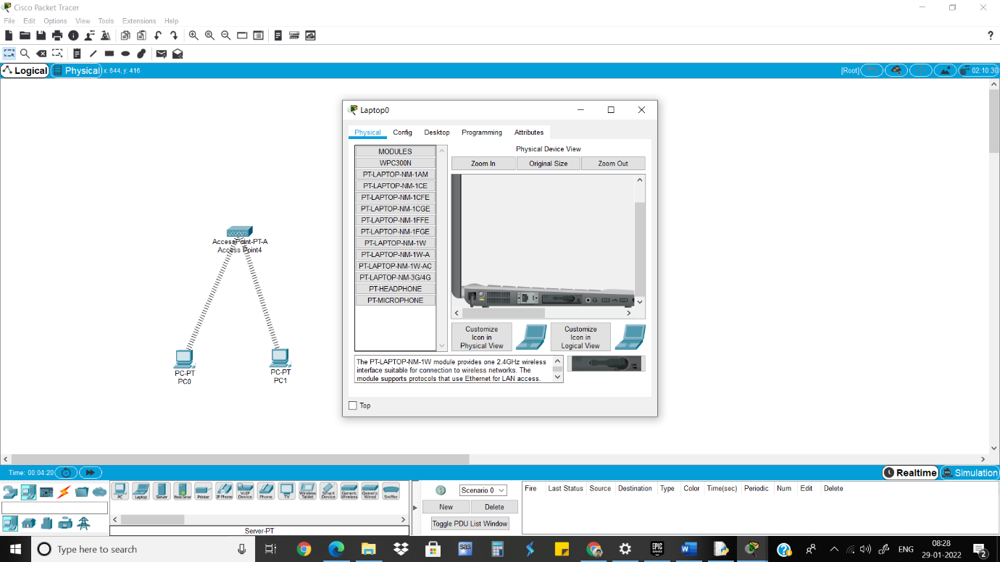 Cisco Packet Tracer
File Edit Options View Tools Extensions Help
?
Logical Physical x: 644, y: 416 [Root] 02:10:30
Laptop0
Physical Config Desktop Programming Attributes
MODULES
WPC300N
PT-LAPTOP-NM-1AM
PT-LAPTOP-NM-1CE
PT-LAPTOP-NM-1CFE
PT-LAPTOP-NM-1CGE
PT-LAPTOP-NM-1FFE
PT-LAPTOP-NM-1FGE
PT-LAPTOP-NM-1W
PT-LAPTOP-NM-1W-A
PT-LAPTOP-NM-1W-AC
PT-LAPTOP-NM-3G/4G
PT-HEADPHONE
PT-MICROPHONE
Physical Device View
Zoom In Original Size Zoom Out
Customize
Icon in
Physical View
Customize
Icon in
Logical View
The PT-LAPTOP-NM-1W module provides one 2.4GHz wireless
interface suitable for connection to wireless networks. The
module supports protocols that use Ethernet for LAN access.
Top
AccessPoint-PT-A
Access Point4
PC-PT
PC0
PC-PT
PC1
Time: 00:04:20 Realtime Simulation
PC Laptop Server Printer IP Phone VoIP Device Phone TV Wireless Tablet Smart Device Generic Wireless Generic Wired Sniffer
Server-PT
Scenario 0
New Delete
Toggle PDU List Window
Fire Last Status Source Destination Type Color Time(sec) Periodic Num Edit Delete
Type here to search
sas
EPIC GAMES
W
ENG
08:28
29-01-2022
2